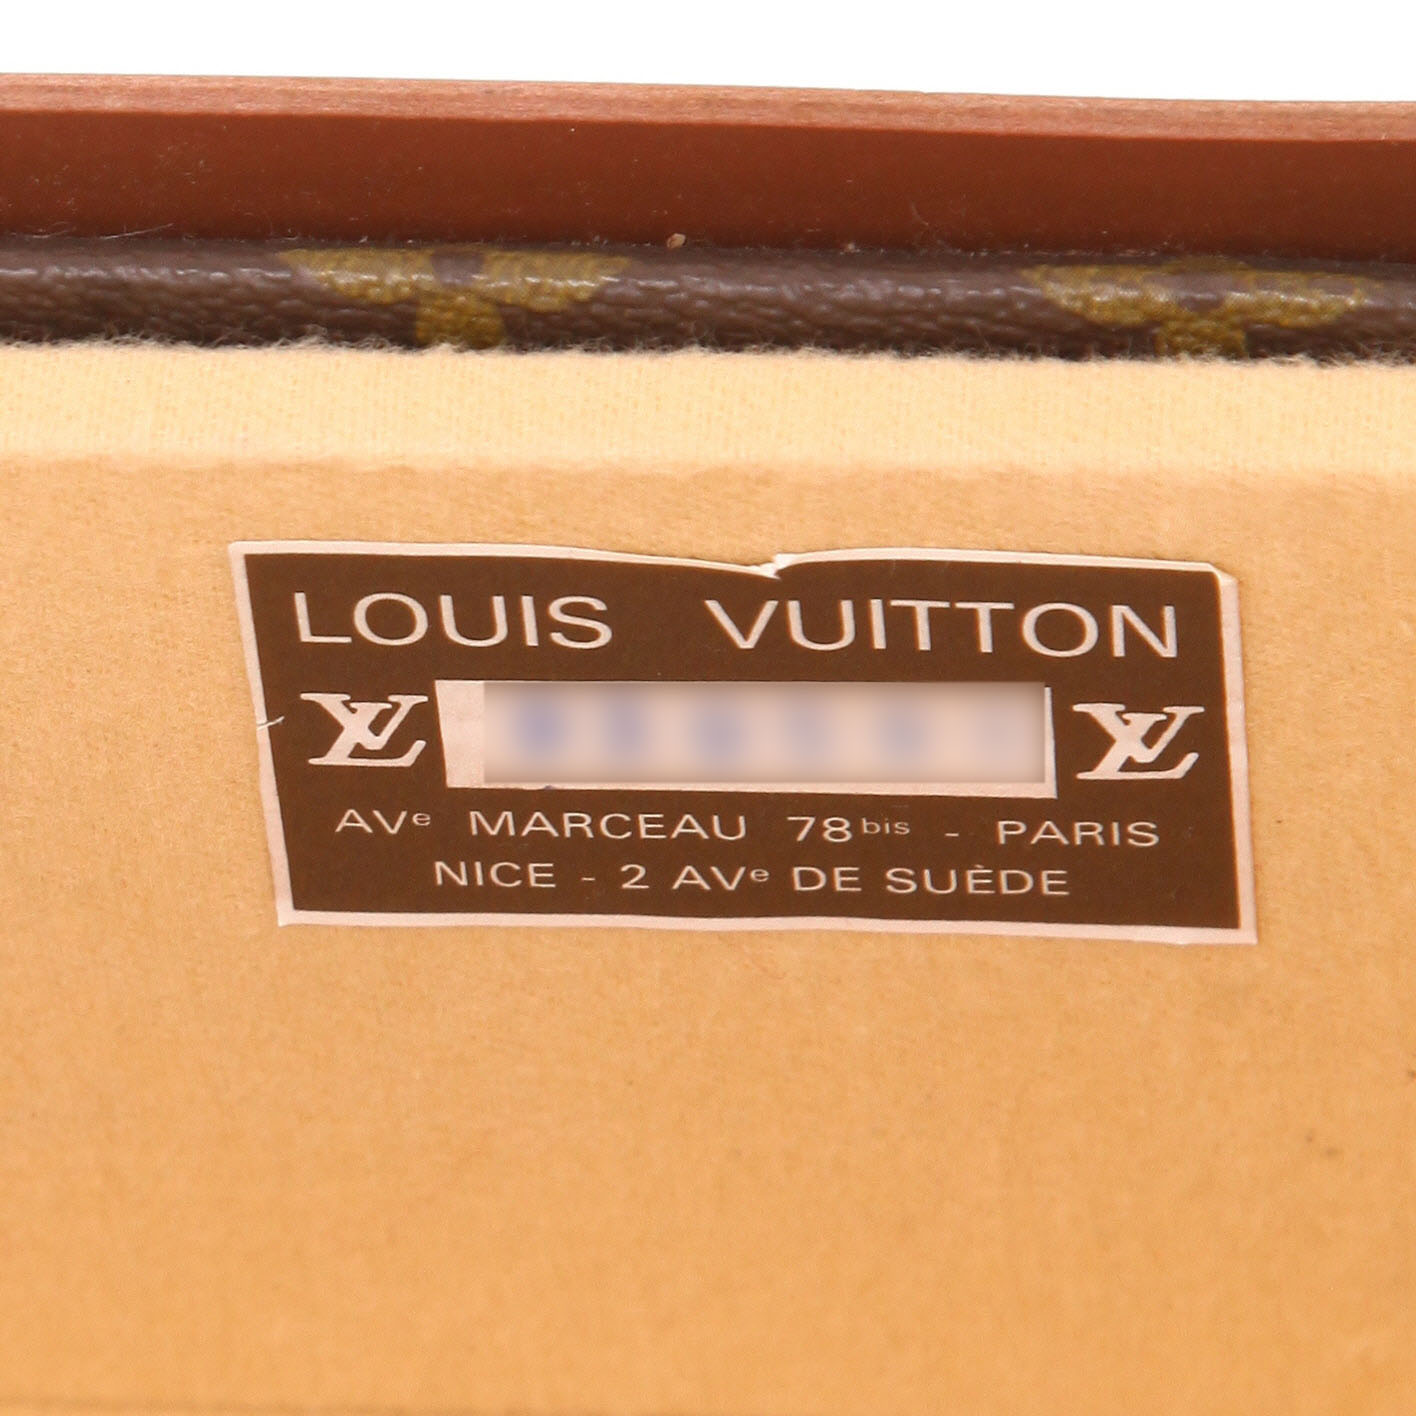 LOUIS VUITTON
LV LV
AVe MARCEAU 78bis - PARIS
NICE - 2 AVe DE SUÈDE